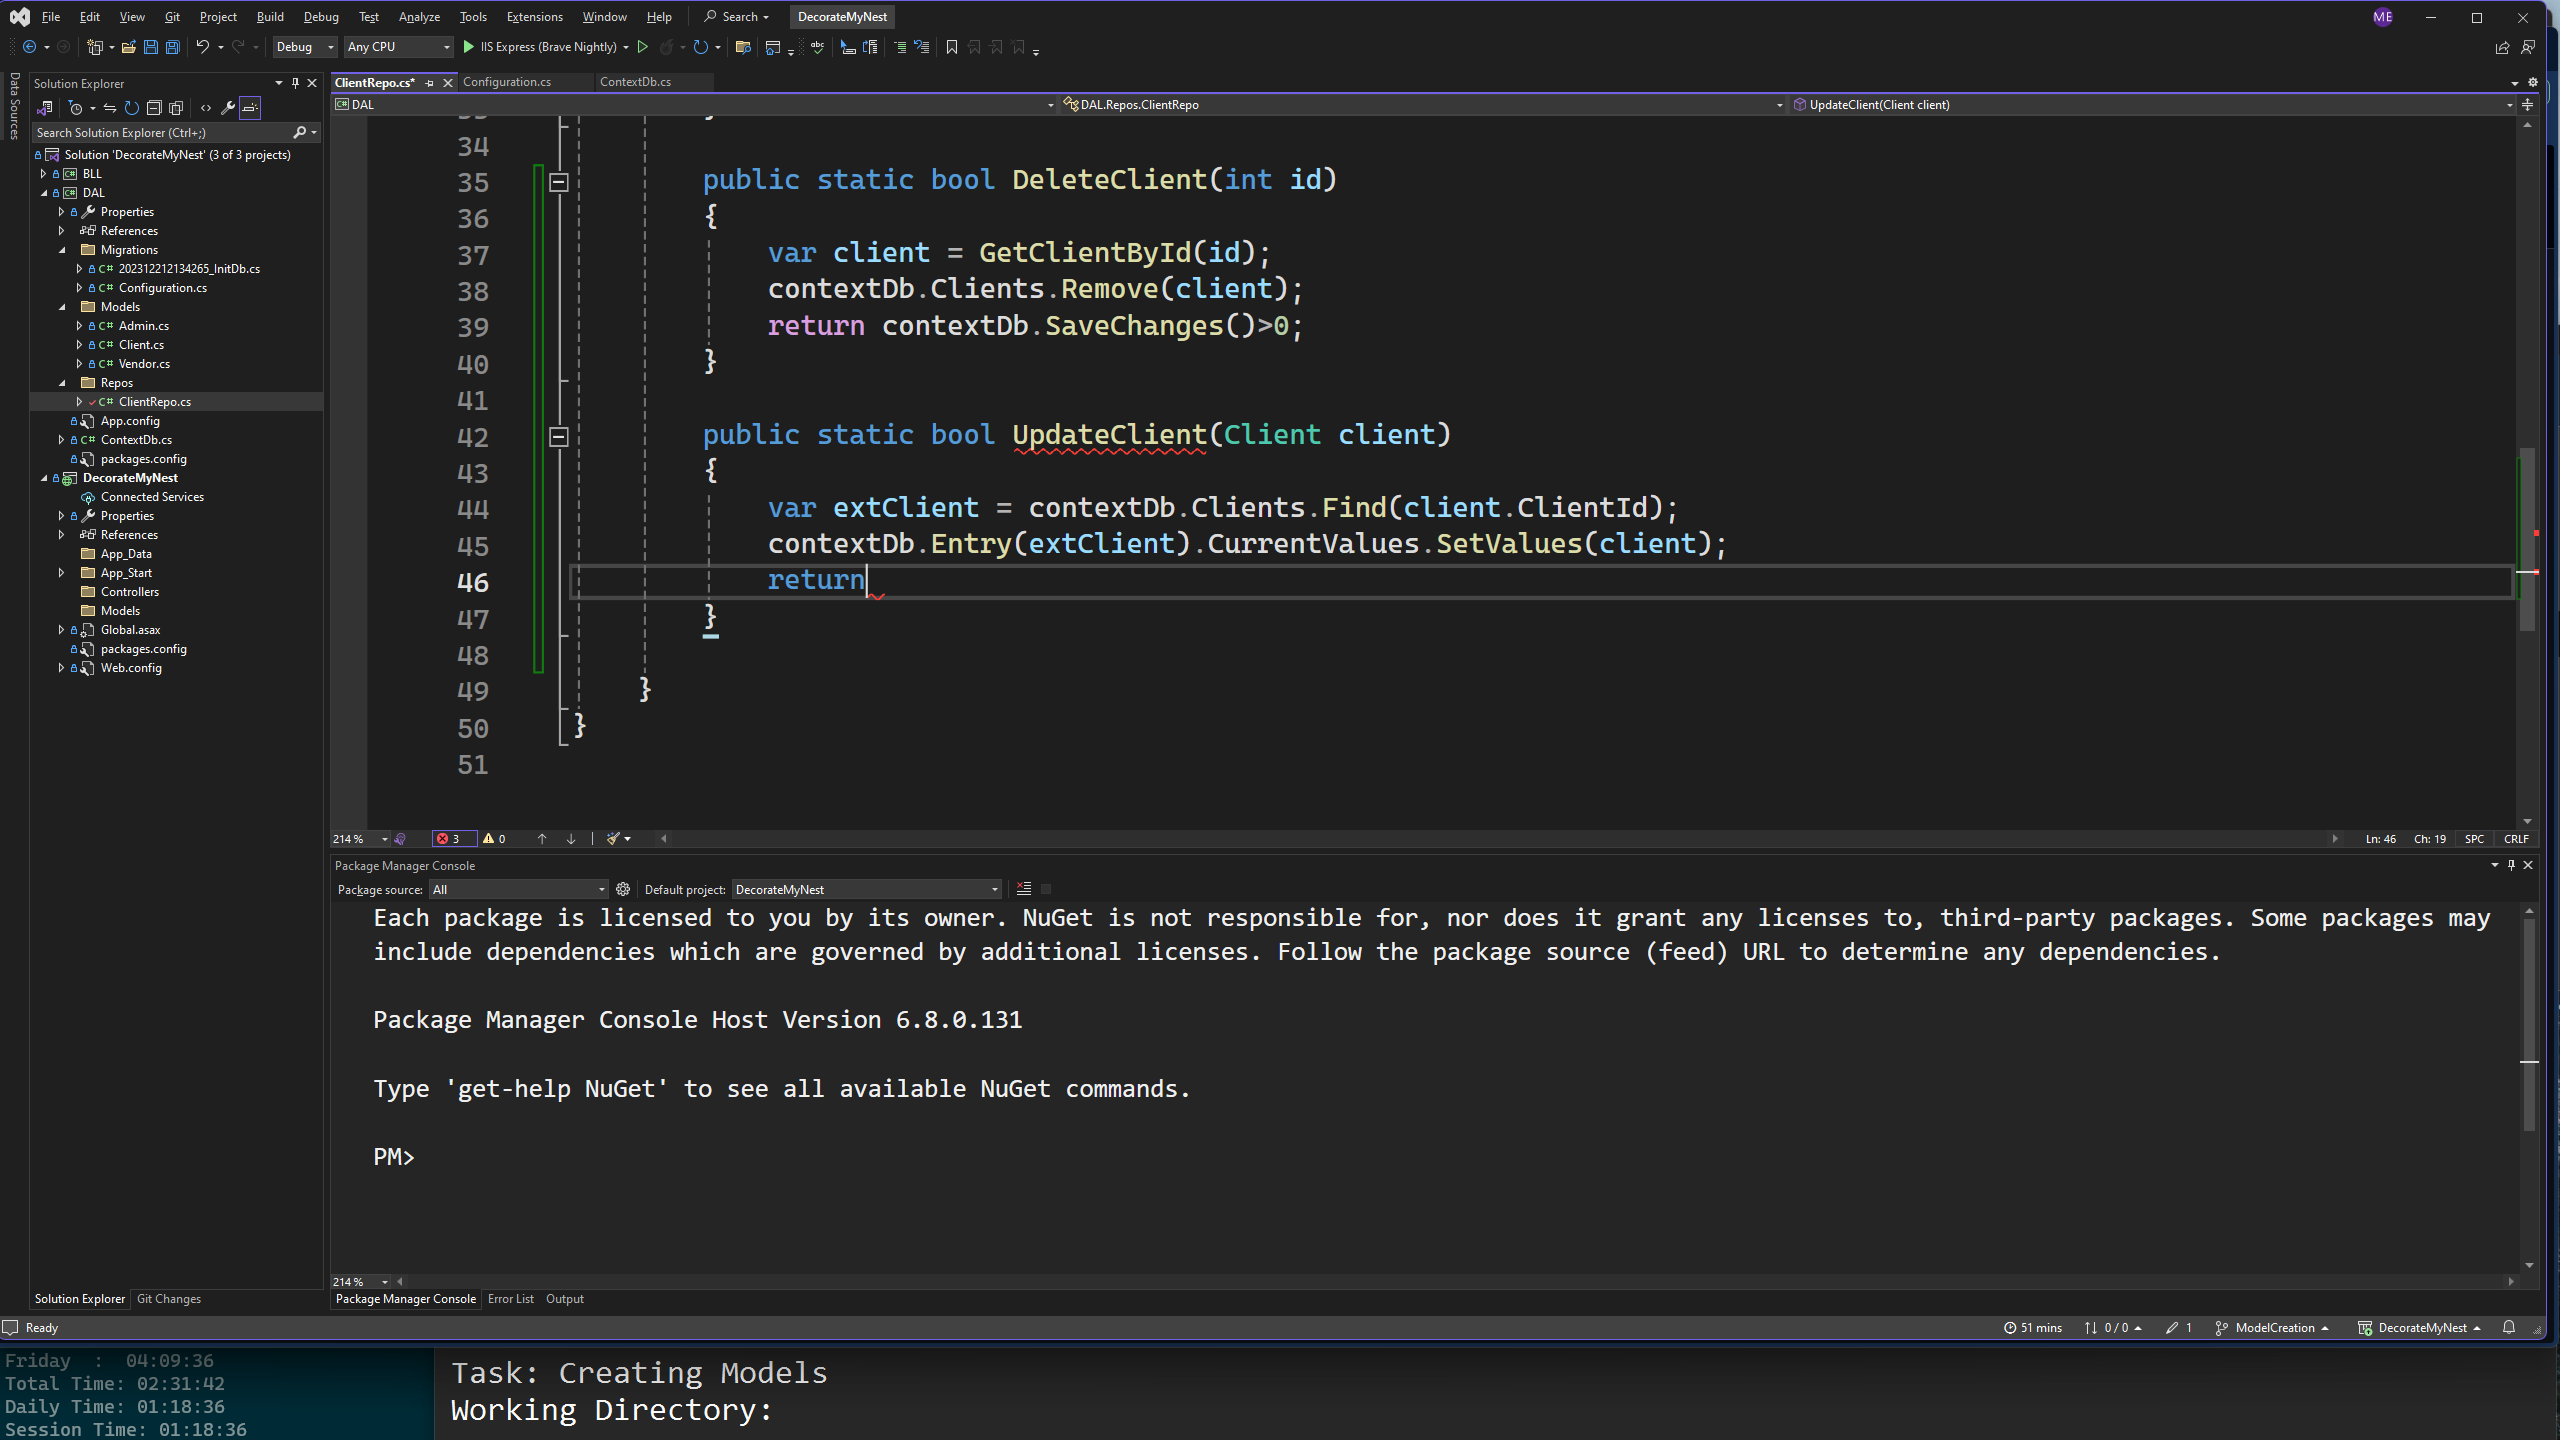 File Edit View Git Project Build Debug Test Analyze Tools Extensions Window Help Search DecorateMyNest ME
Debug Any CPU IIS Express (Brave Nightly)
Data Sources
Solution Explorer
Search Solution Explorer (Ctrl+;)
Solution 'DecorateMyNest' (3 of 3 projects)
BLL
DAL
Properties
References
Migrations
C# 202312212134265_InitDb.cs
C# Configuration.cs
Models
C# Admin.cs
C# Client.cs
C# Vendor.cs
Repos
C# ClientRepo.cs
App.config
C# ContextDb.cs
packages.config
DecorateMyNest
Connected Services
Properties
References
App_Data
App_Start
Controllers
Models
Global.asax
packages.config
Web.config
Solution Explorer Git Changes
ClientRepo.cs* Configuration.cs ContextDb.cs
C# DAL DAL.Repos.ClientRepo UpdateClient(Client client)
34
35 public static bool DeleteClient(int id)
36 {
37 var client = GetClientById(id);
38 contextDb.Clients.Remove(client);
39 return contextDb.SaveChanges()>0;
40 }
41
42 public static bool UpdateClient(Client client)
43 {
44 var extClient = contextDb.Clients.Find(client.ClientId);
45 contextDb.Entry(extClient).CurrentValues.SetValues(client);
46 return
47 }
48
49 }
50 }
51
214 % 3 0 Ln: 46 Ch: 19 SPC CRLF
Package Manager Console
Package source: All Default project: DecorateMyNest
Each package is licensed to you by its owner. NuGet is not responsible for, nor does it grant any licenses to, third-party packages. Some packages may
include dependencies which are governed by additional licenses. Follow the package source (feed) URL to determine any dependencies.
Package Manager Console Host Version 6.8.0.131
Type 'get-help NuGet' to see all available NuGet commands.
PM>
214 %
Package Manager Console Error List Output
Ready 51 mins 0 / 0 1 ModelCreation DecorateMyNest
Friday : 04:09:36
Total Time: 02:31:42
Daily Time: 01:18:36
Session Time: 01:18:36
Task: Creating Models
Working Directory: